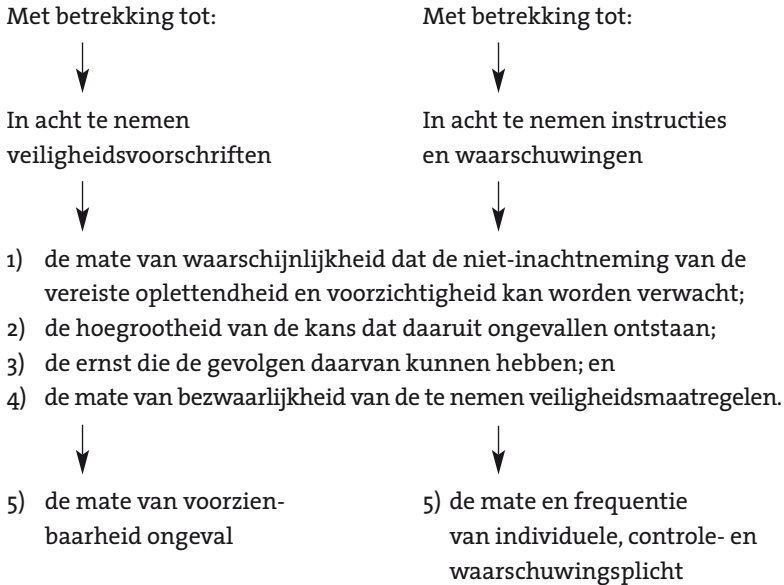 Met betrekking tot:
Met betrekking tot:
In acht te nemen
veiligheidsvoorschriften
In acht te nemen instructies
en waarschuwingen
1) de mate van waarschijnlijkheid dat de niet-inachtneming van de
vereiste oplettendheid en voorzichtigheid kan worden verwacht;
2) de hoegrootheid van de kans dat daaruit ongevallen ontstaan;
3) de ernst die de gevolgen daarvan kunnen hebben; en
4) de mate van bezwaarlijkheid van de te nemen veiligheidsmaatregelen.
5) de mate van voorzien-
baarheid ongeval
5) de mate en frequentie
van individuele, controle- en
waarschuwingsplicht